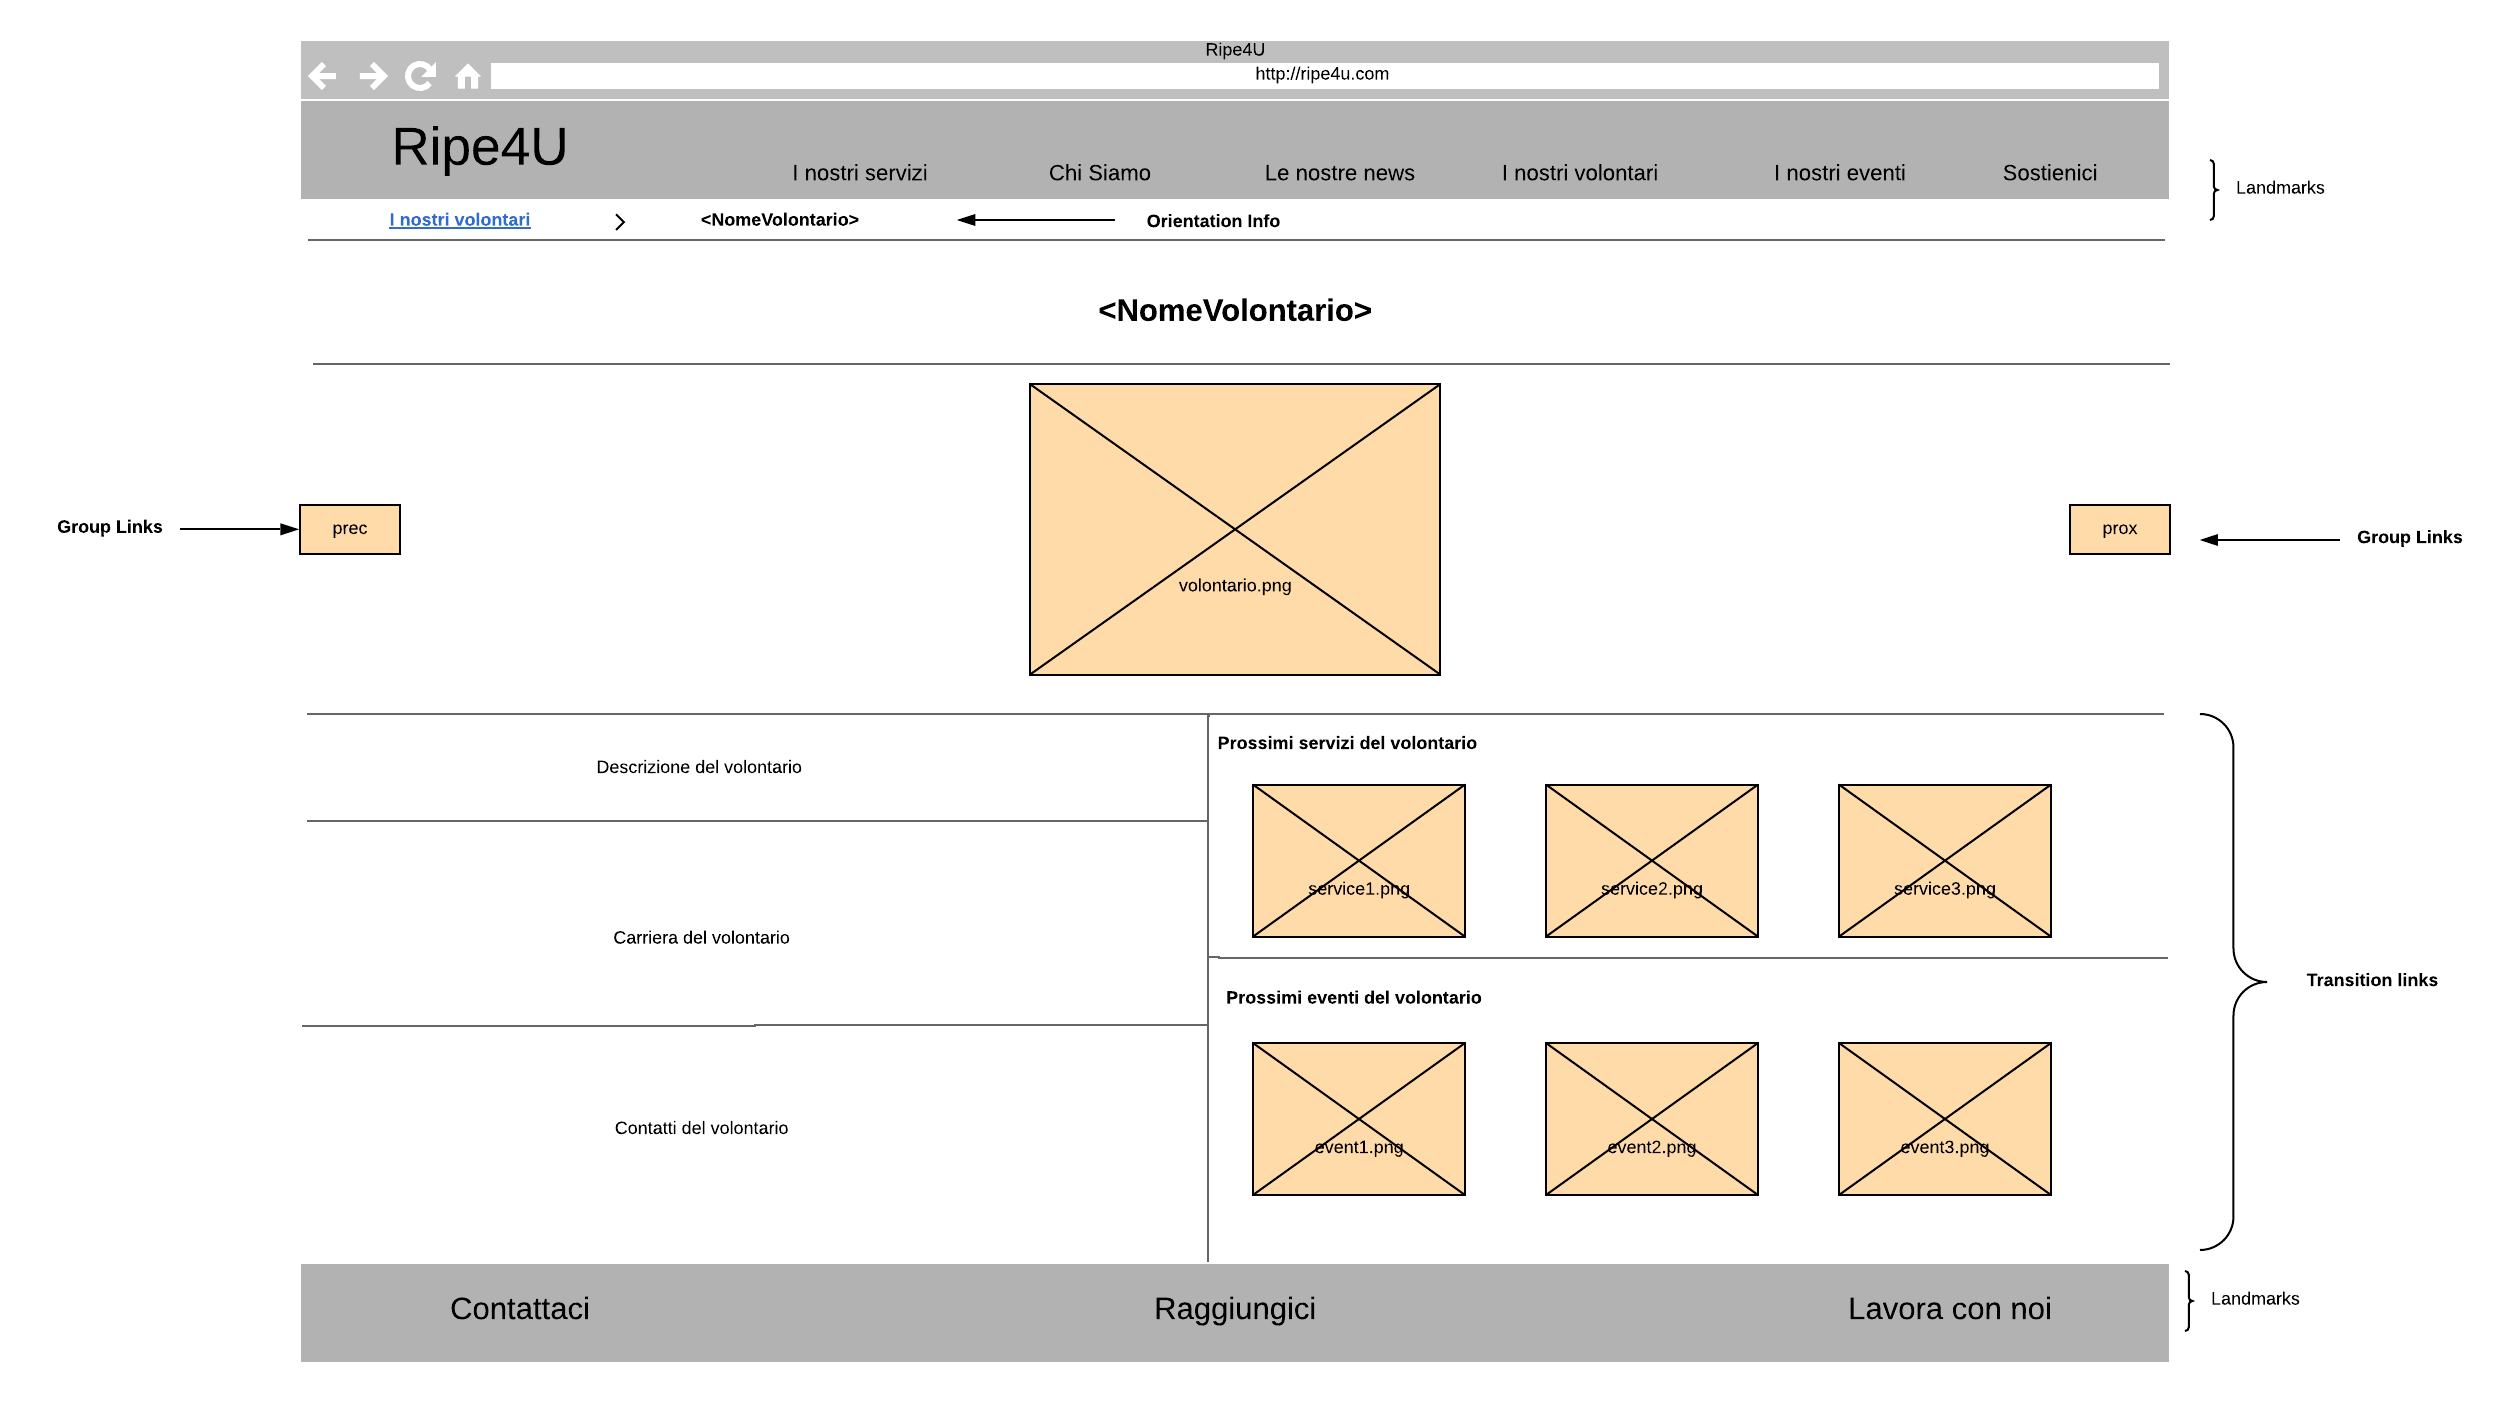 Ripe4U
http://ripe4u.com
Ripe4U
I nostri servizi
Chi Siamo
Le nostre news
I nostri volontari
I nostri eventi
Sostienici
Landmarks
I nostri volontari
<NomeVolontario>
Orientation Info
<NomeVolontario>
Group Links
prec
volontario.png
prox
Group Links
Descrizione del volontario
Carriera del volontario
Contatti del volontario
Prossimi servizi del volontario
service1.png
service2.png
service3.png
Prossimi eventi del volontario
event1.png
event2.png
event3.png
Transition links
Contattaci
Raggiungici
Lavora con noi
Landmarks